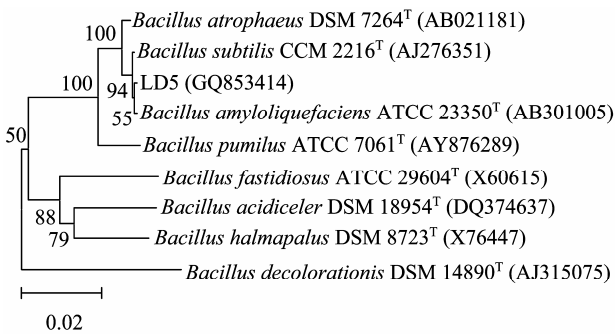 Bacillus atrophaeus DSM 7264ᵀ (AB021181)
100
Bacillus subtilis CCM 2216ᵀ (AJ276351)
100
LD5 (GQ853414)
94
Bacillus amyloliquefaciens ATCC 23350ᵀ (AB301005)
55
50
Bacillus pumilus ATCC 7061ᵀ (AY876289)
Bacillus fastidiosus ATCC 29604ᵀ (X60615)
Bacillus acidiceler DSM 18954ᵀ (DQ374637)
88
Bacillus halmapalus DSM 8723ᵀ (X76447)
79
Bacillus decolorationis DSM 14890ᵀ (AJ315075)
0.02